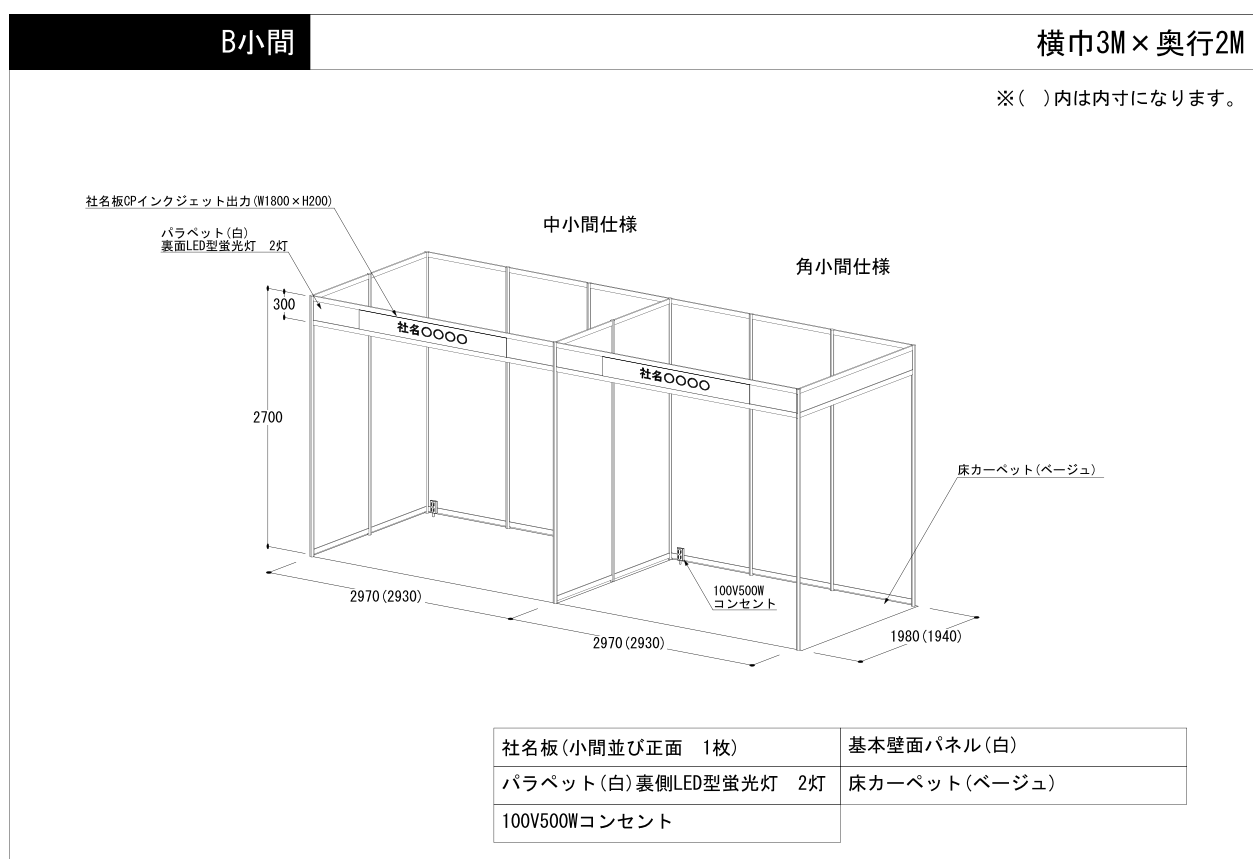 B小間
横巾3M×奥行2M
※(　)内は内寸になります。
社名板CPインクジェット出力(W1800×H200)
中小間仕様
パラペット(白)
裏面LED型蛍光灯　2灯
角小間仕様
300
社名○○○○
社名○○○○
2700
床カーペット(ベージュ)
100V500W
コンセント
2970(2930)
2970(2930)
1980(1940)
社名板(小間並び正面　1枚)
基本壁面パネル(白)
パラペット(白)裏側LED型蛍光灯　2灯
床カーペット(ベージュ)
100V500Wコンセント